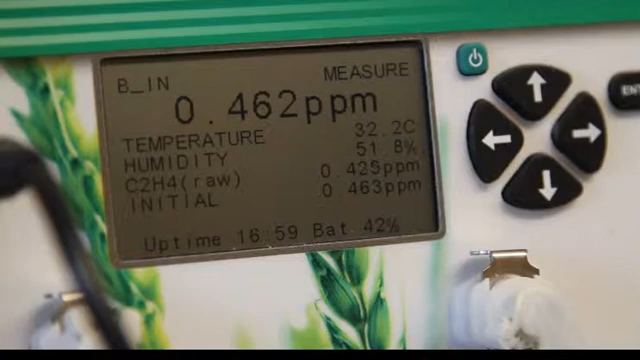 B_IN MEASURE
0.462ppm
TEMPERATURE 32.2C
HUMIDITY 51.8%
C2H4(raw) 0.425ppm
INITIAL 0.463ppm
Uptime 16:59 Bat 42%